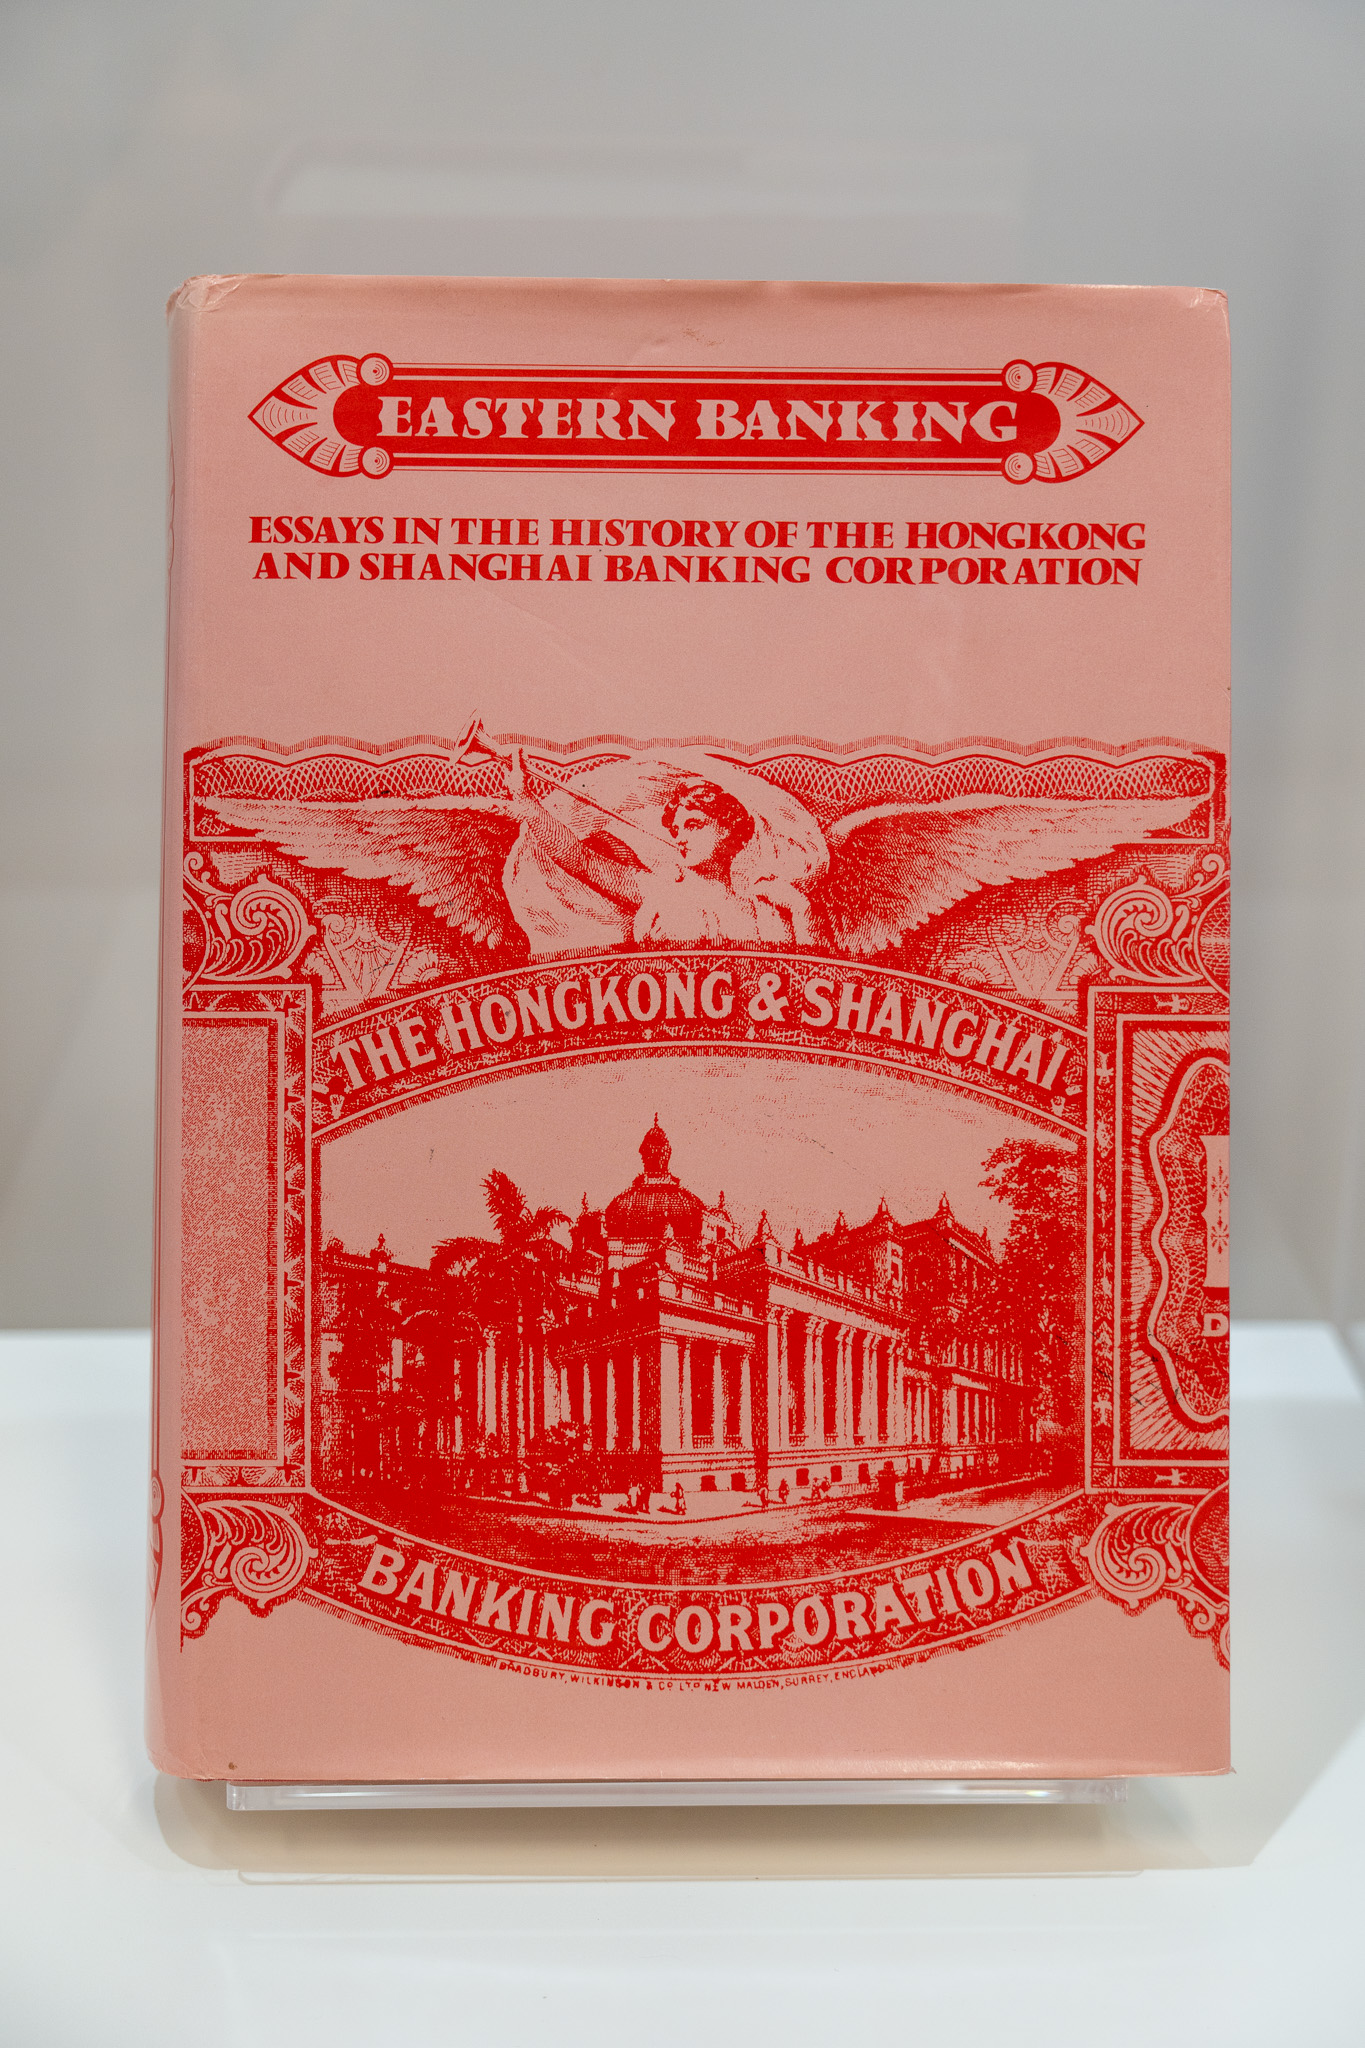 EASTERN BANKING
ESSAYS IN THE HISTORY OF THE HONGKONG
AND SHANGHAI BANKING CORPORATION
THE HONGKONG & SHANGHAI
D
BANKING CORPORATION
BRADBURY, WILKINSON & CO LTD NEW MALDEN, SURREY, ENGLAND